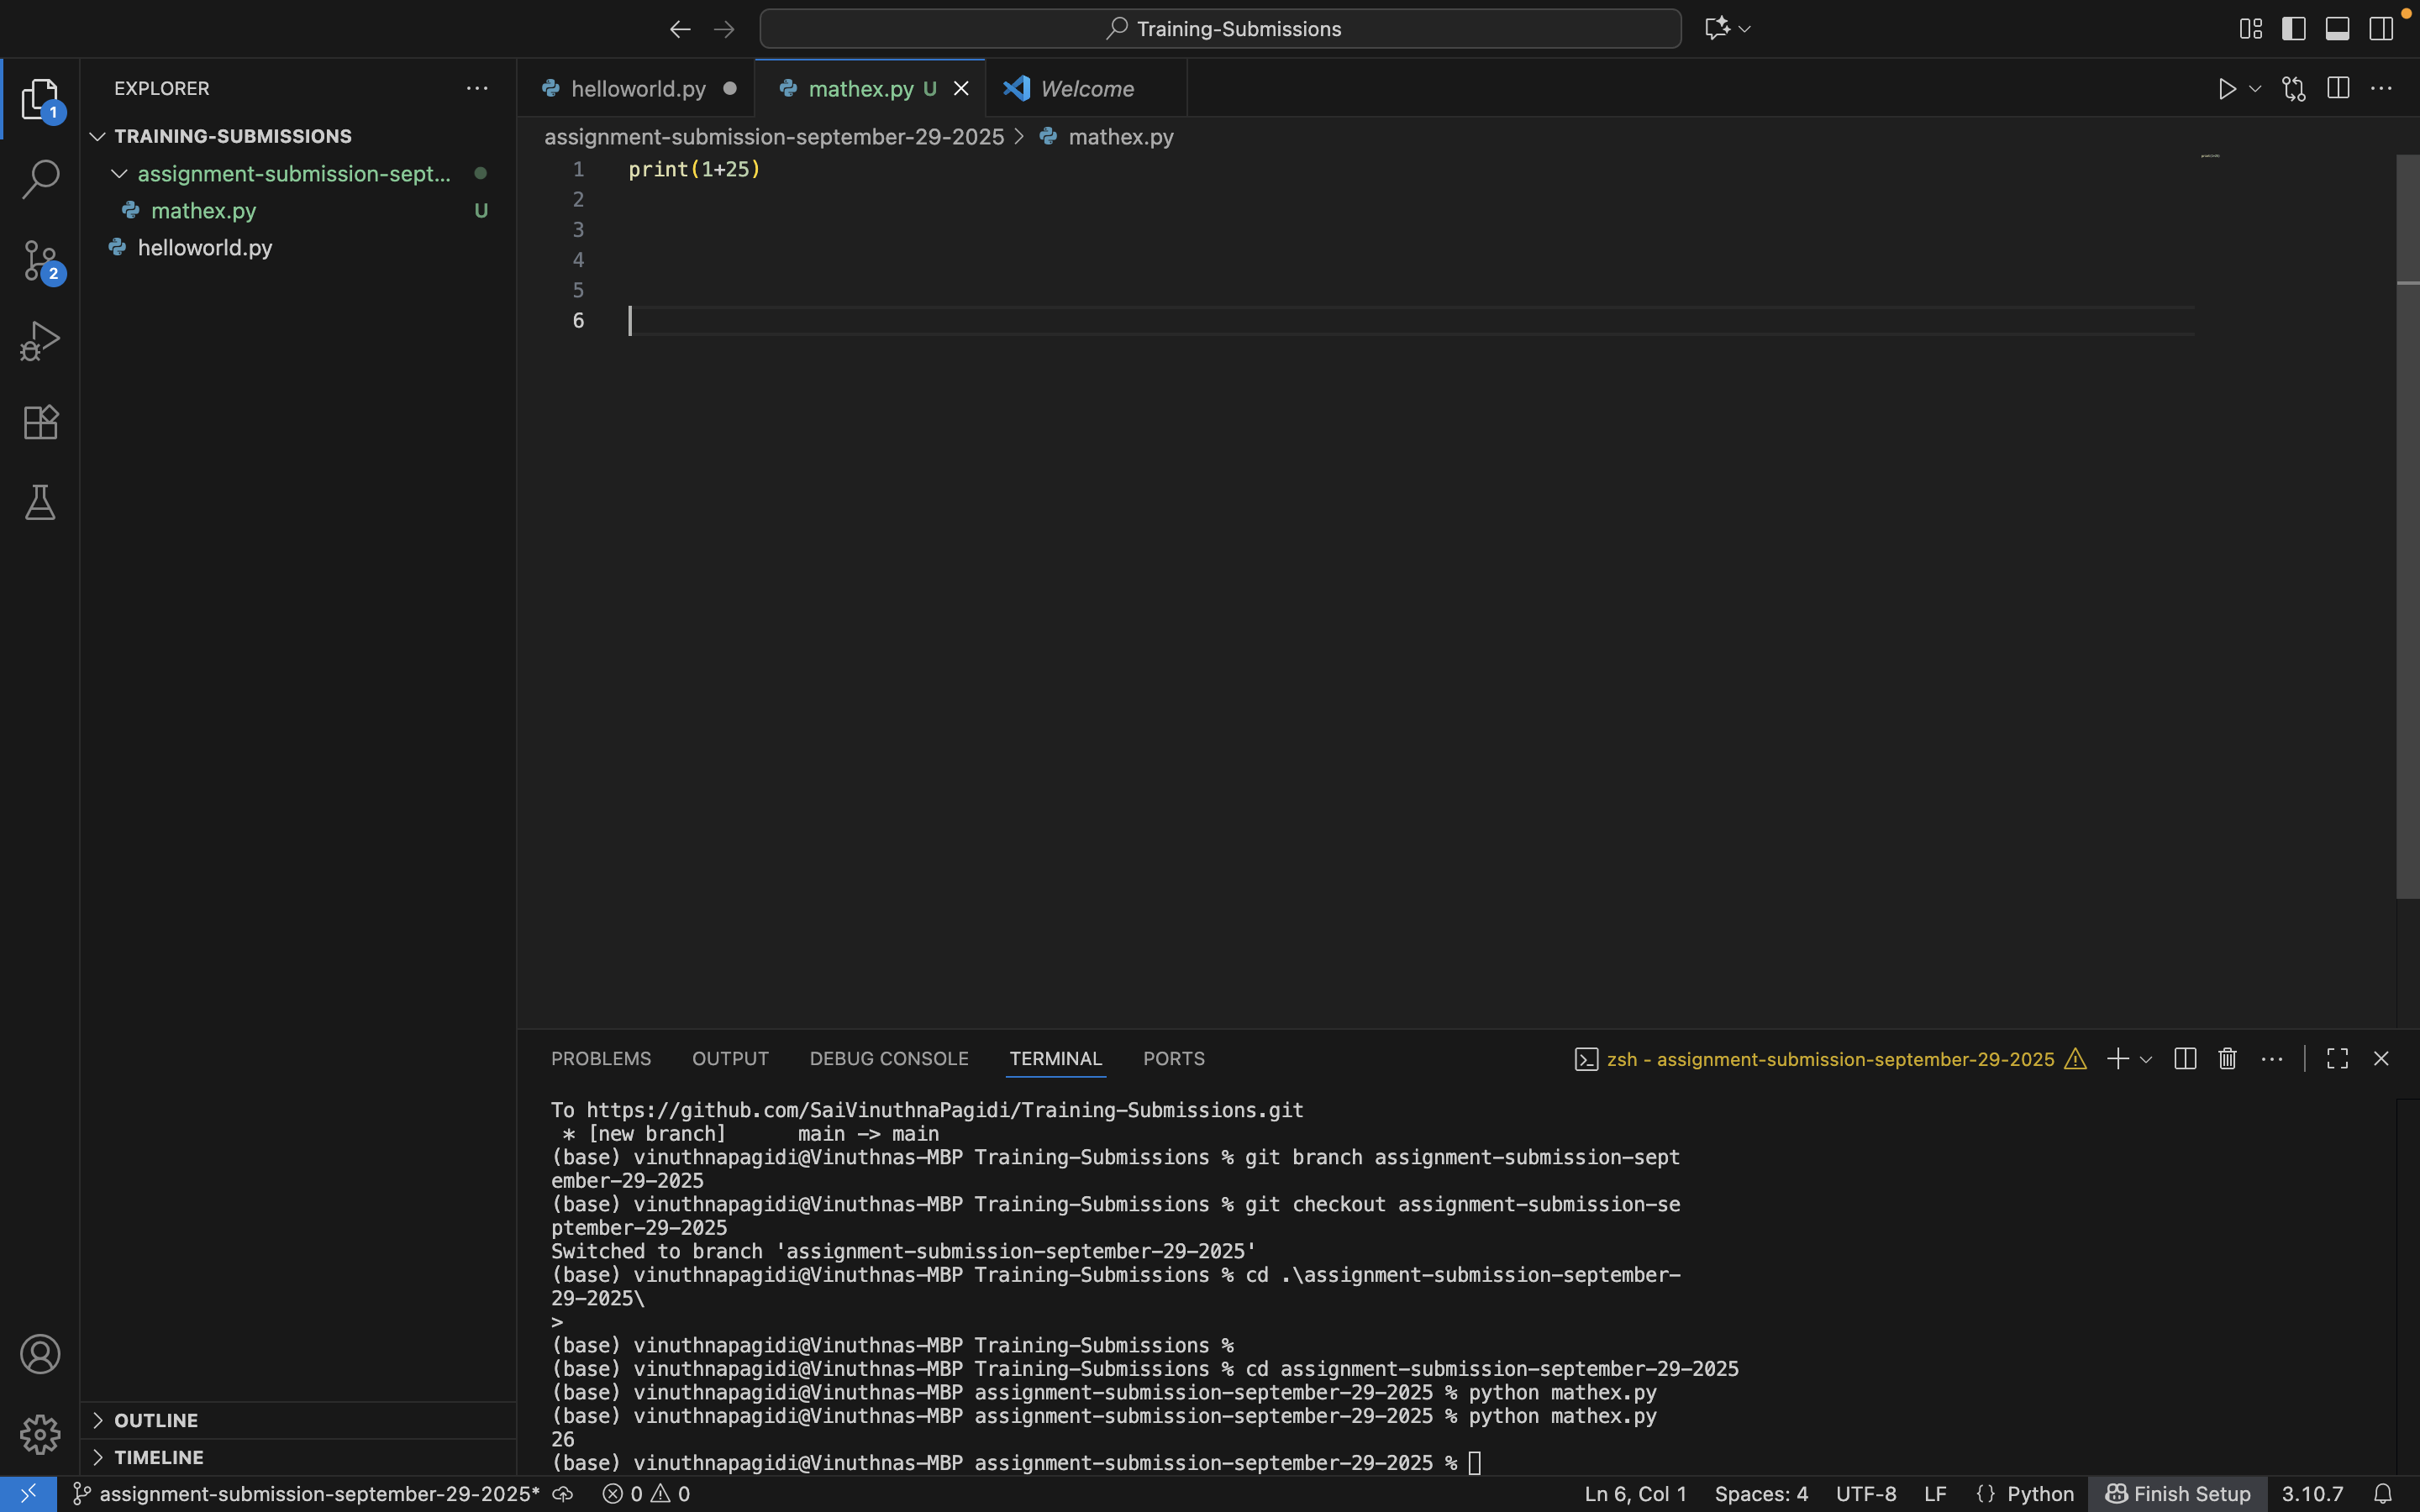 Training-Submissions
EXPLORER
helloworld.py
mathex.py U
Welcome
1
TRAINING-SUBMISSIONS
assignment-submission-sept...
mathex.py U
helloworld.py
2
assignment-submission-september-29-2025 > mathex.py
1 print(1+25)
2
3
4
5
6
PROBLEMS OUTPUT DEBUG CONSOLE TERMINAL PORTS
zsh - assignment-submission-september-29-2025
To https://github.com/SaiVinuthnaPagidi/Training-Submissions.git
* [new branch] main -> main
(base) vinuthnapagidi@Vinuthnas-MBP Training-Submissions % git branch assignment-submission-sept
ember-29-2025
(base) vinuthnapagidi@Vinuthnas-MBP Training-Submissions % git checkout assignment-submission-se
ptember-29-2025
Switched to branch 'assignment-submission-september-29-2025'
(base) vinuthnapagidi@Vinuthnas-MBP Training-Submissions % cd .\assignment-submission-september-
29-2025\
>
(base) vinuthnapagidi@Vinuthnas-MBP Training-Submissions %
(base) vinuthnapagidi@Vinuthnas-MBP Training-Submissions % cd assignment-submission-september-29-2025
(base) vinuthnapagidi@Vinuthnas-MBP assignment-submission-september-29-2025 % python mathex.py
(base) vinuthnapagidi@Vinuthnas-MBP assignment-submission-september-29-2025 % python mathex.py
26
(base) vinuthnapagidi@Vinuthnas-MBP assignment-submission-september-29-2025 %
OUTLINE
TIMELINE
assignment-submission-september-29-2025* 0 0
Ln 6, Col 1 Spaces: 4 UTF-8 LF {} Python Finish Setup 3.10.7